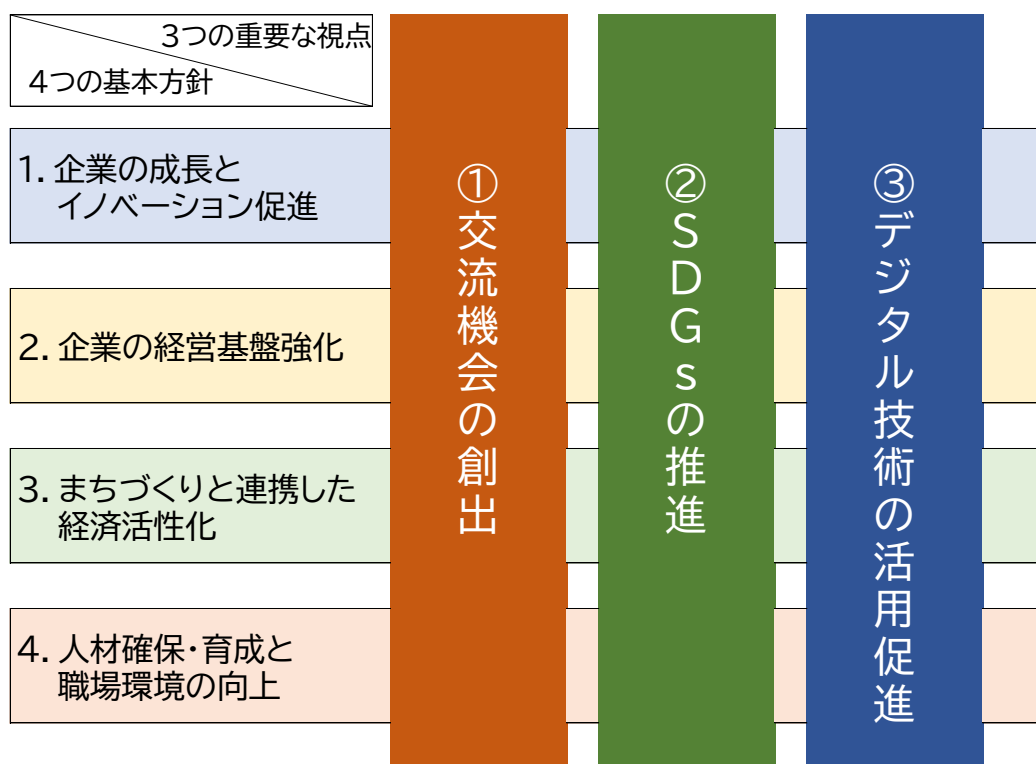 3つの重要な視点
4つの基本方針
1. 企業の成長と
イノベーション促進
2. 企業の経営基盤強化
3. まちづくりと連携した
経済活性化
4. 人材確保・育成と
職場環境の向上
①交流機会の創出
②SDGsの推進
③デジタル技術の活用促進